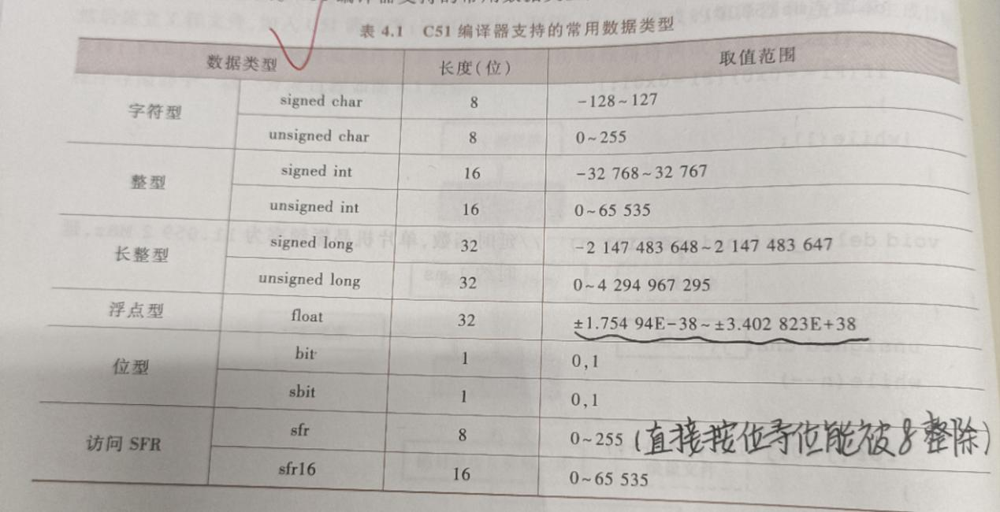 表 4.1 C51 编译器支持的常用数据类型
数据类型 长度(位) 取值范围
字符型 signed char 8 -128~127
unsigned char 8 0~255
整型 signed int 16 -32 768~32 767
unsigned int 16 0~65 535
长整型 signed long 32 -2 147 483 648~2 147 483 647
unsigned long 32 0~4 294 967 295
浮点型 float 32 ±1.754 94E-38~±3.402 823E+38
位型 bit 1 0,1
sbit 1 0,1
访问 SFR sfr 8 0~255 (直接按位寻位能被8整除)
sfr16 16 0~65 535